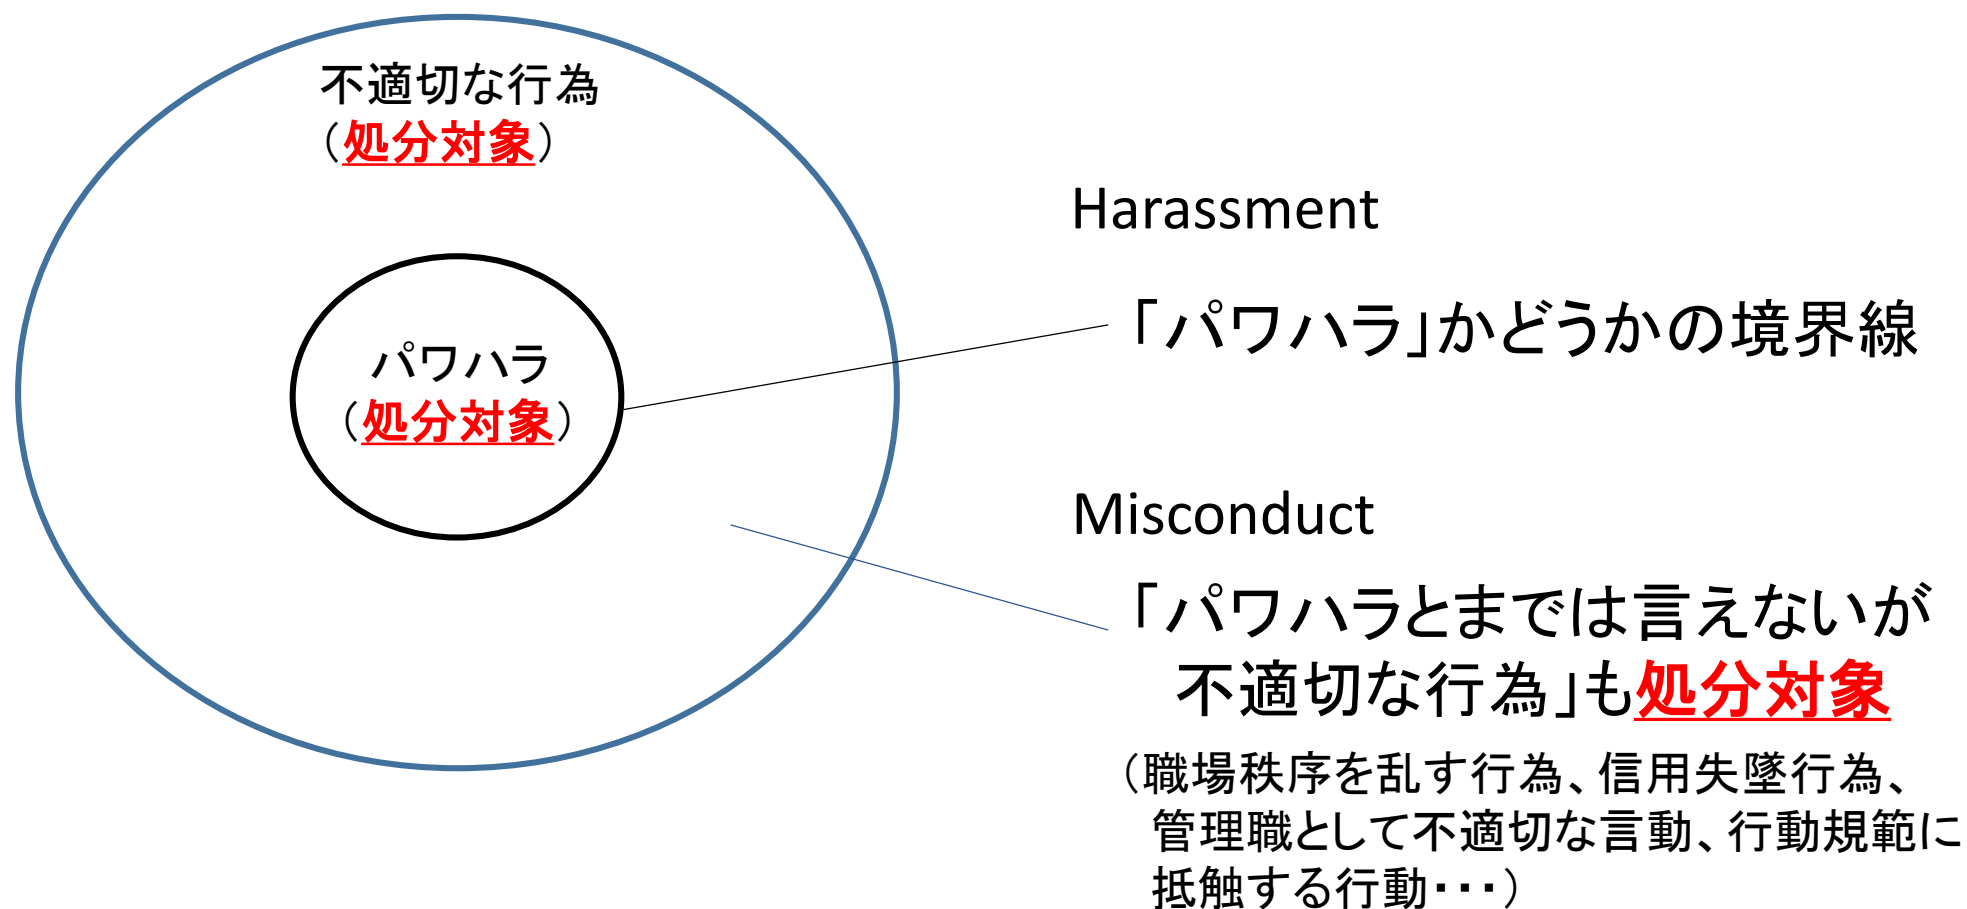 不適切な行為
（処分対象）
パワハラ
（処分対象）
Harassment
「パワハラ」かどうかの境界線
Misconduct
「パワハラとまでは言えないが
不適切な行為」も処分対象
（職場秩序を乱す行為、信用失墜行為、
管理職として不適切な言動、行動規範に
抵触する行動・・・）